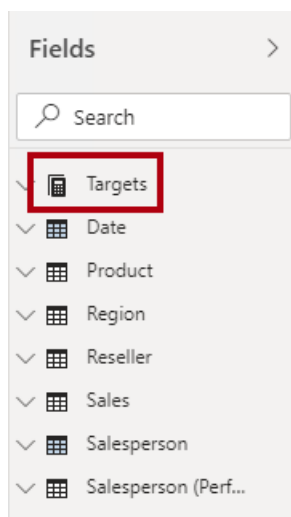 Fields
Search
Targets
Date
Product
Region
Reseller
Sales
Salesperson
Salesperson (Perf...